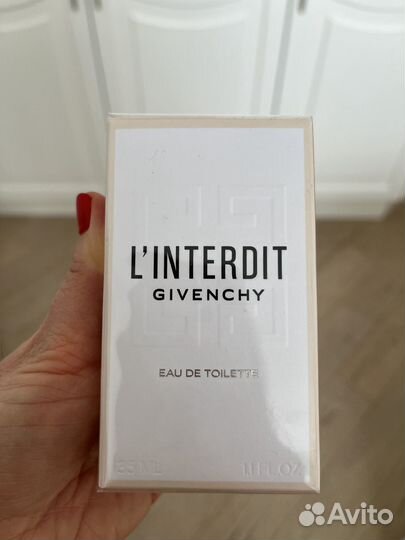 L'INTERDIT
GIVENCHY
EAU DE TOILETTE
35 ML 1.1 FL.OZ.
Avito